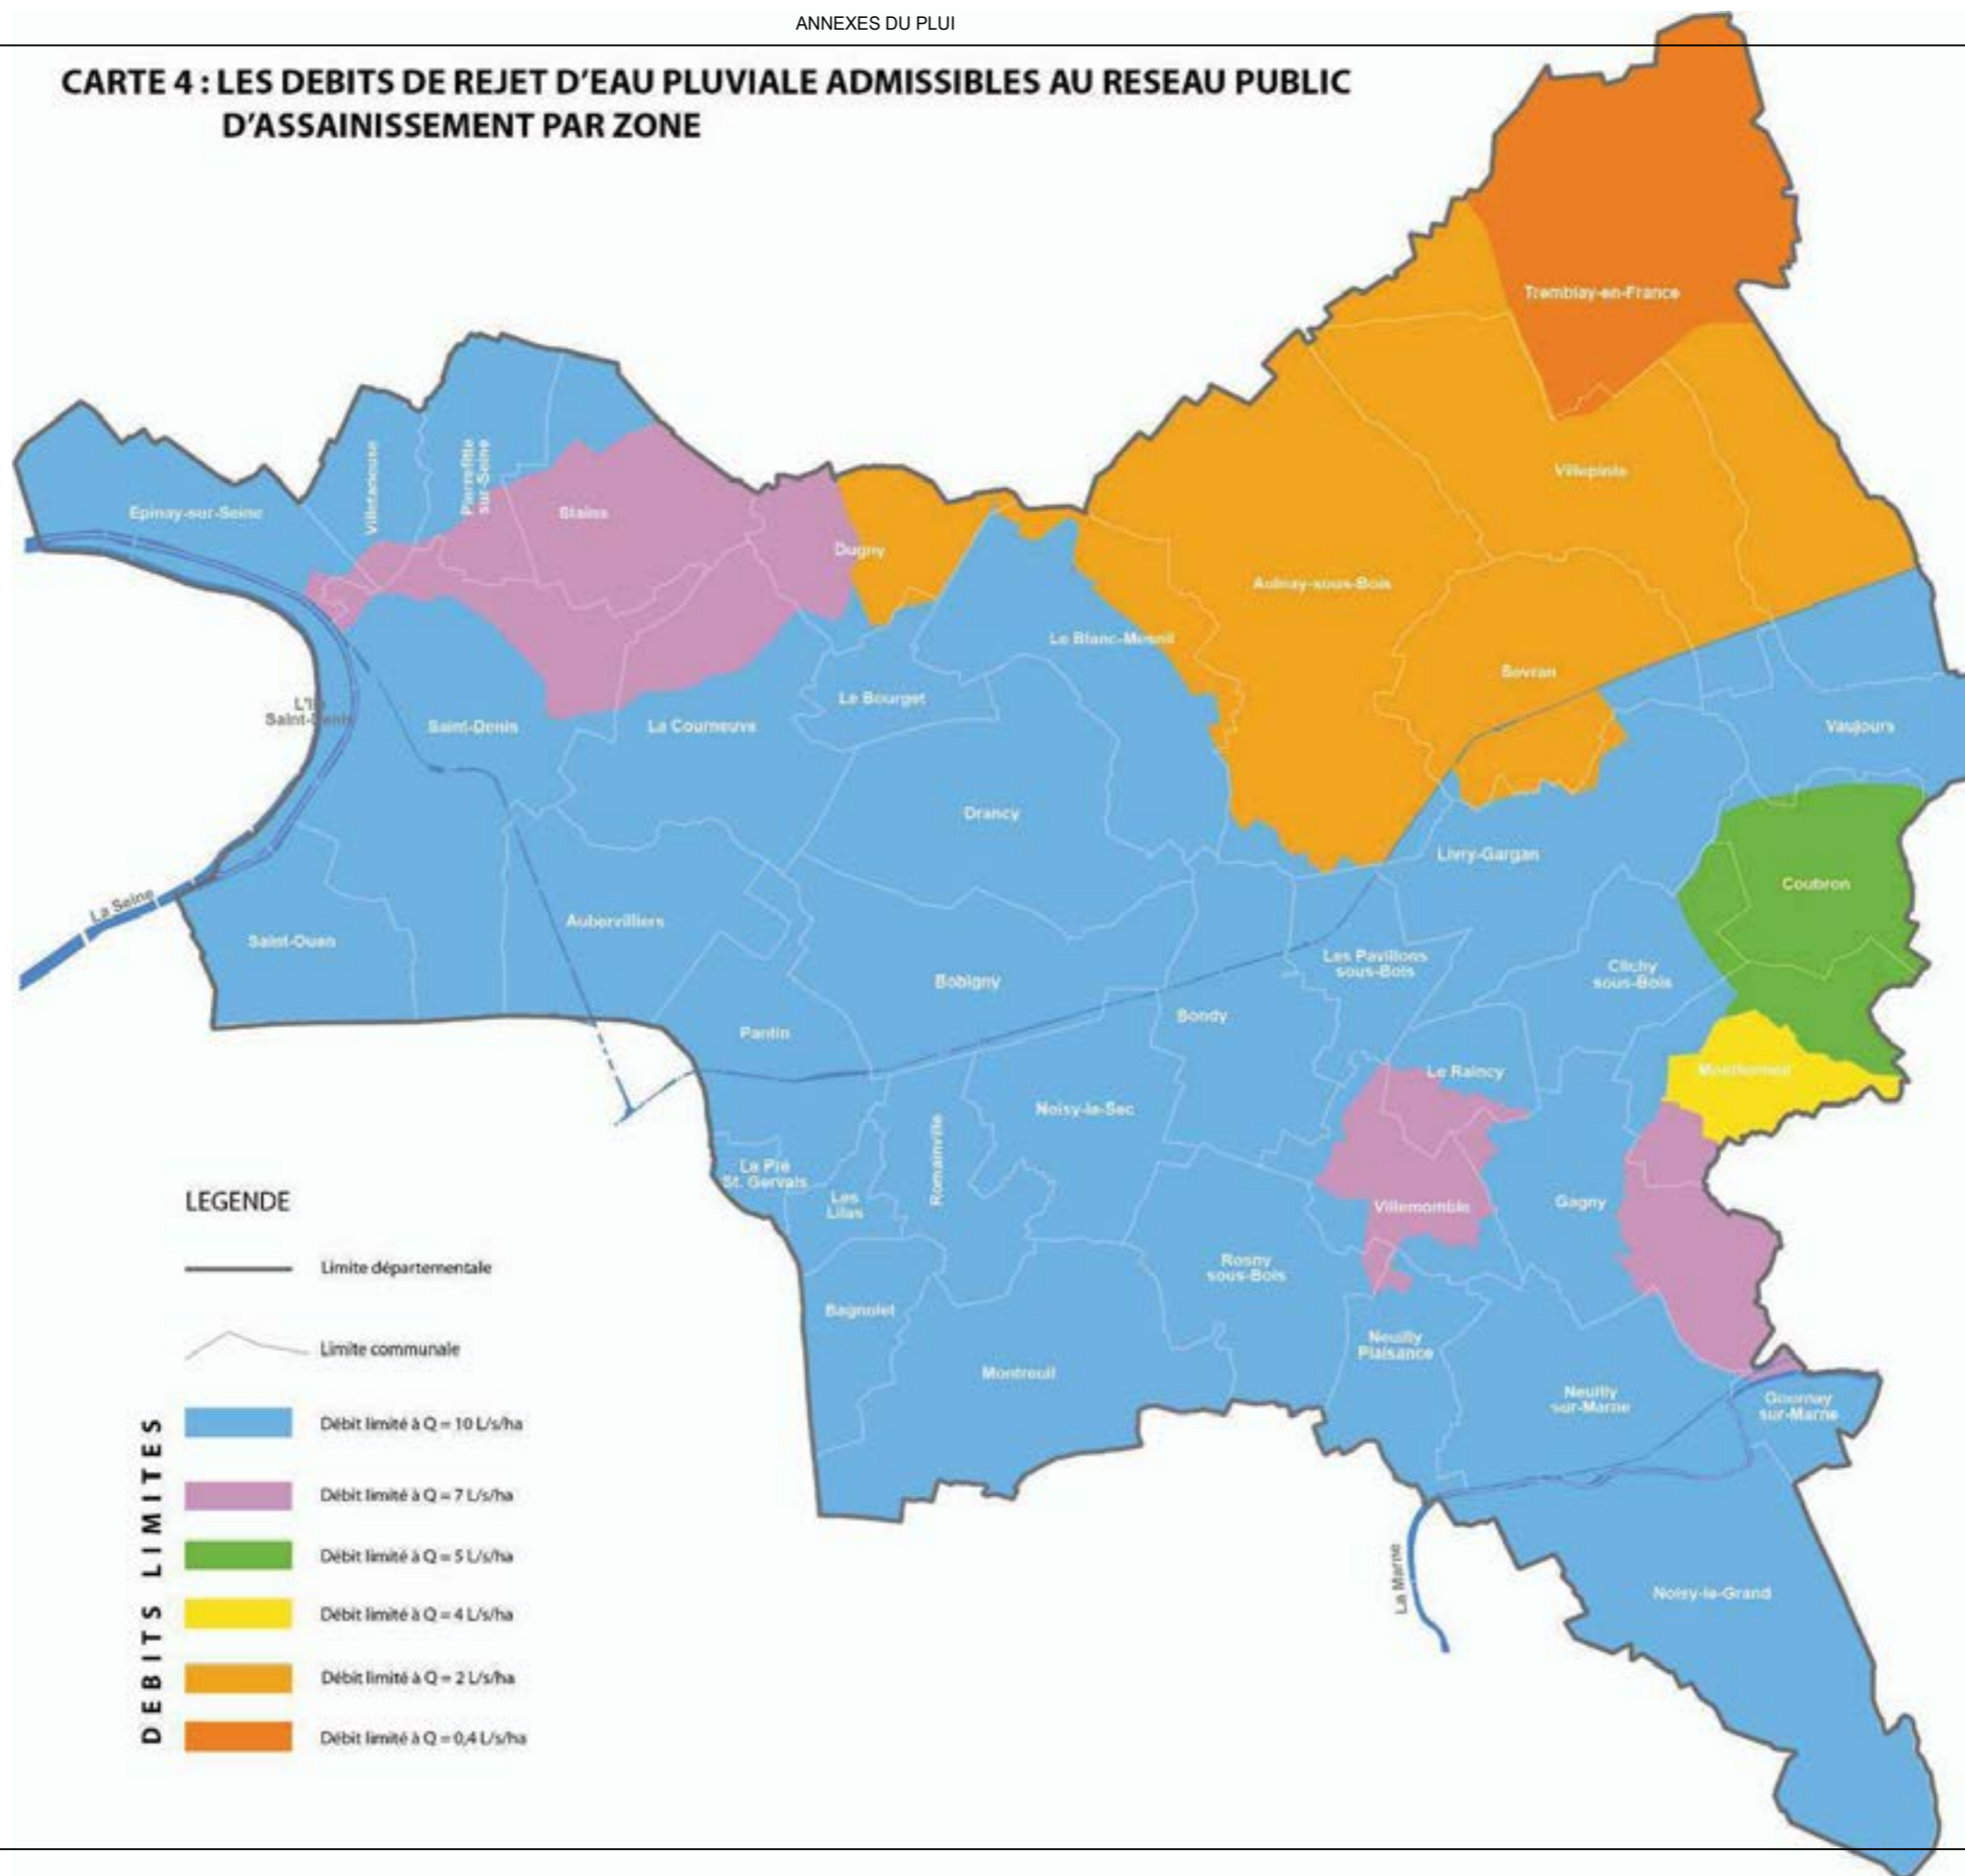 ANNEXES DU PLUI
CARTE 4 : LES DEBITS DE REJET D'EAU PLUVIALE ADMISSIBLES AU RESEAU PUBLIC
D'ASSAINISSEMENT PAR ZONE
Tremblay-en-France
Villepinte
Epinay-sur-Seine
Villetaneuse
Pierrefitte
sur-Seine
Stains
Dugny
Aulnay-sous-Bois
Le Blanc-Mesnil
Sevran
Le Bourget
L'Ile
Saint-Denis
Saint-Denis
La Courneuve
Vaujours
Drancy
Livry-Gargan
Coubron
La Seine
Saint-Ouen
Aubervilliers
Bobigny
Les Pavillons
sous-Bois
Clichy
sous-Bois
Pantin
Bondy
Le Raincy
Montfermeil
Noisy-le-Sec
Romainville
Le Pré
St. Gervais
Les
Lilas
Villemomble
Gagny
Rosny
sous-Bois
Bagnolet
Neuilly
Plaisance
Montreuil
Neuilly
sur-Marne
Gournay
sur-Marne
La Marne
Noisy-le-Grand
LEGENDE
Limite départementale
Limite communale
DEBITS LIMITES
Débit limité à Q = 10 L/s/ha
Débit limité à Q = 7 L/s/ha
Débit limité à Q = 5 L/s/ha
Débit limité à Q = 4 L/s/ha
Débit limité à Q = 2 L/s/ha
Débit limité à Q = 0,4 L/s/ha